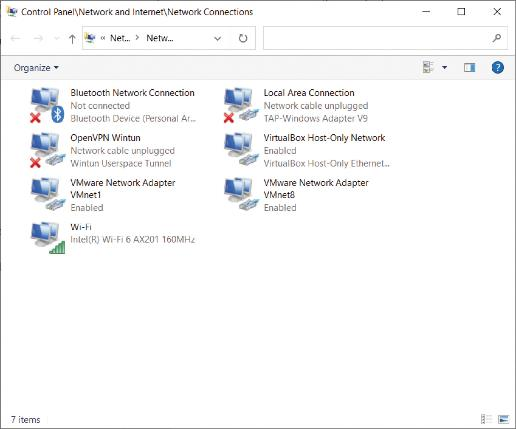 Control Panel\Network and Internet\Network Connections
« Net... Netw...
Organize
?
Bluetooth Network Connection
Not connected
Bluetooth Device (Personal Ar...
Local Area Connection
Network cable unplugged
TAP-Windows Adapter V9
OpenVPN Wintun
Network cable unplugged
Wintun Userspace Tunnel
VirtualBox Host-Only Network
Enabled
VirtualBox Host-Only Ethernet...
VMware Network Adapter
VMnet1
Enabled
VMware Network Adapter
VMnet8
Enabled
Wi-Fi
Intel(R) Wi-Fi 6 AX201 160MHz
7 items